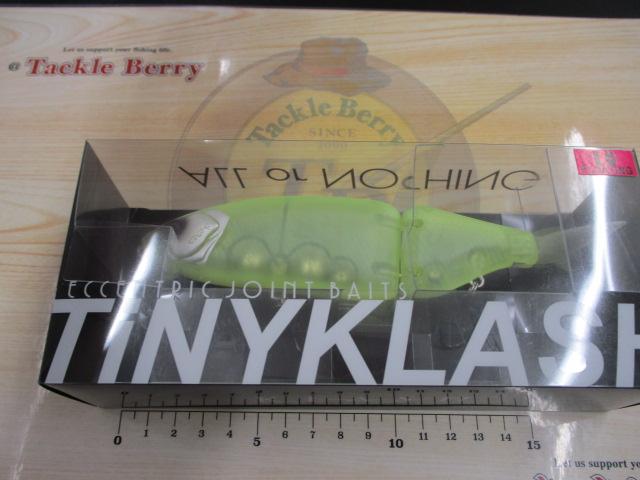 Let us support your fishing life.
@ Tackle Berry
Tackle Berry
SINCE
ALL or NOTHING
ECCENTRIC JOINT BAITS
TiNYKLASH
0 1 2 3 4 5 6 7 8 9 10 11 12 13 14 15
Let us support yo